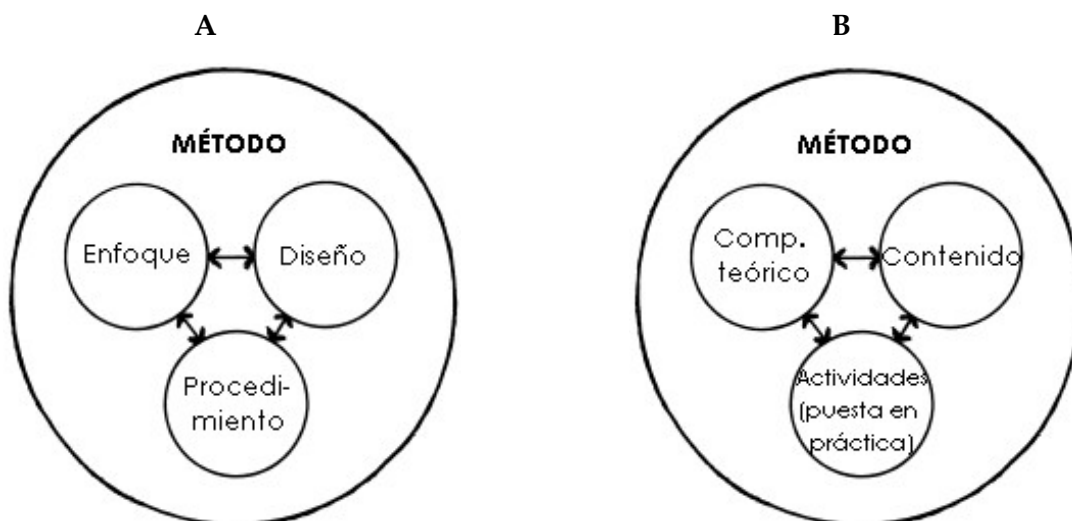 A
MÉTODO
Enfoque
Diseño
Procedi-
miento
B
MÉTODO
Comp.
teórico
Contenido
Actividades
(puesta en
práctica)